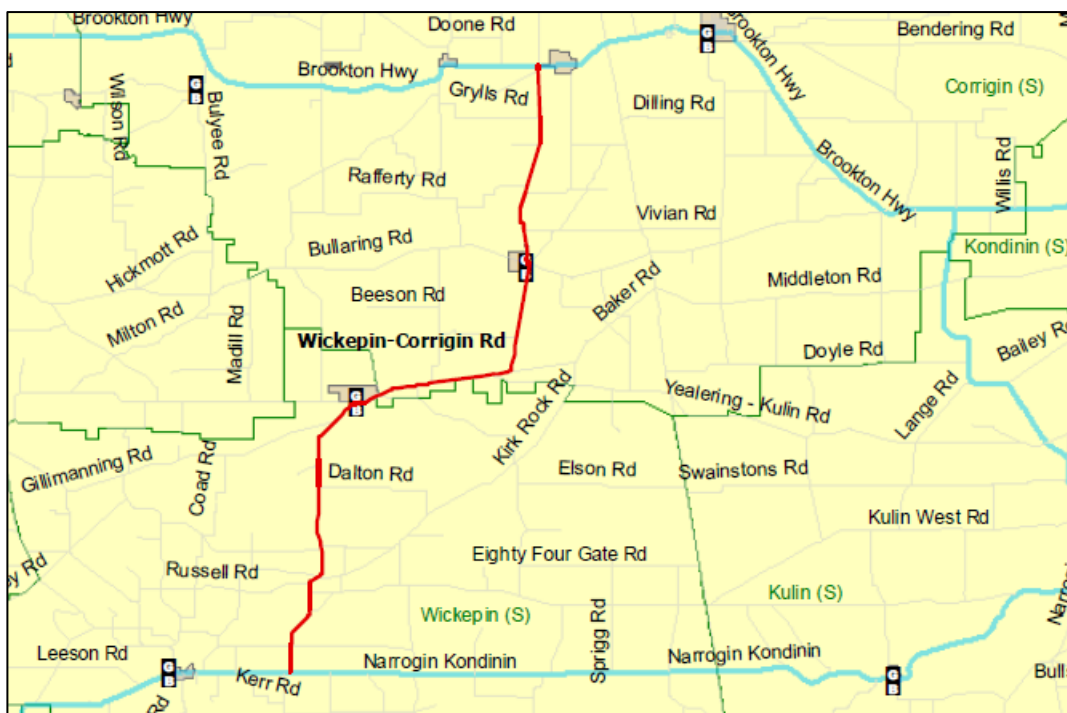 Brookton Hwy
Doone Rd
Brookton Hwy
Bendering Rd
Brookton Hwy
Grylls Rd
Dilling Rd
Corrigin (S)
Wilson Rd
Bulyee Rd
Brookton Hwy
Willis Rd
Rafferty Rd
Vivian Rd
Hickmott Rd
Bullaring Rd
Kondinin (S)
Beeson Rd
Baker Rd
Middleton Rd
Milton Rd
Madill Rd
Wickepin-Corrigin Rd
Doyle Rd
Bailey Rd
Kirk Rock Rd
Yealering - Kulin Rd
Lange Rd
Gillimanning Rd
Coad Rd
Dalton Rd
Elson Rd
Swainstons Rd
Kulin West Rd
Eighty Four Gate Rd
Russell Rd
Wickepin (S)
Sprigg Rd
Kulin (S)
Leeson Rd
Kerr Rd
Narrogin Kondinin
Narrogin Kondinin
Rd